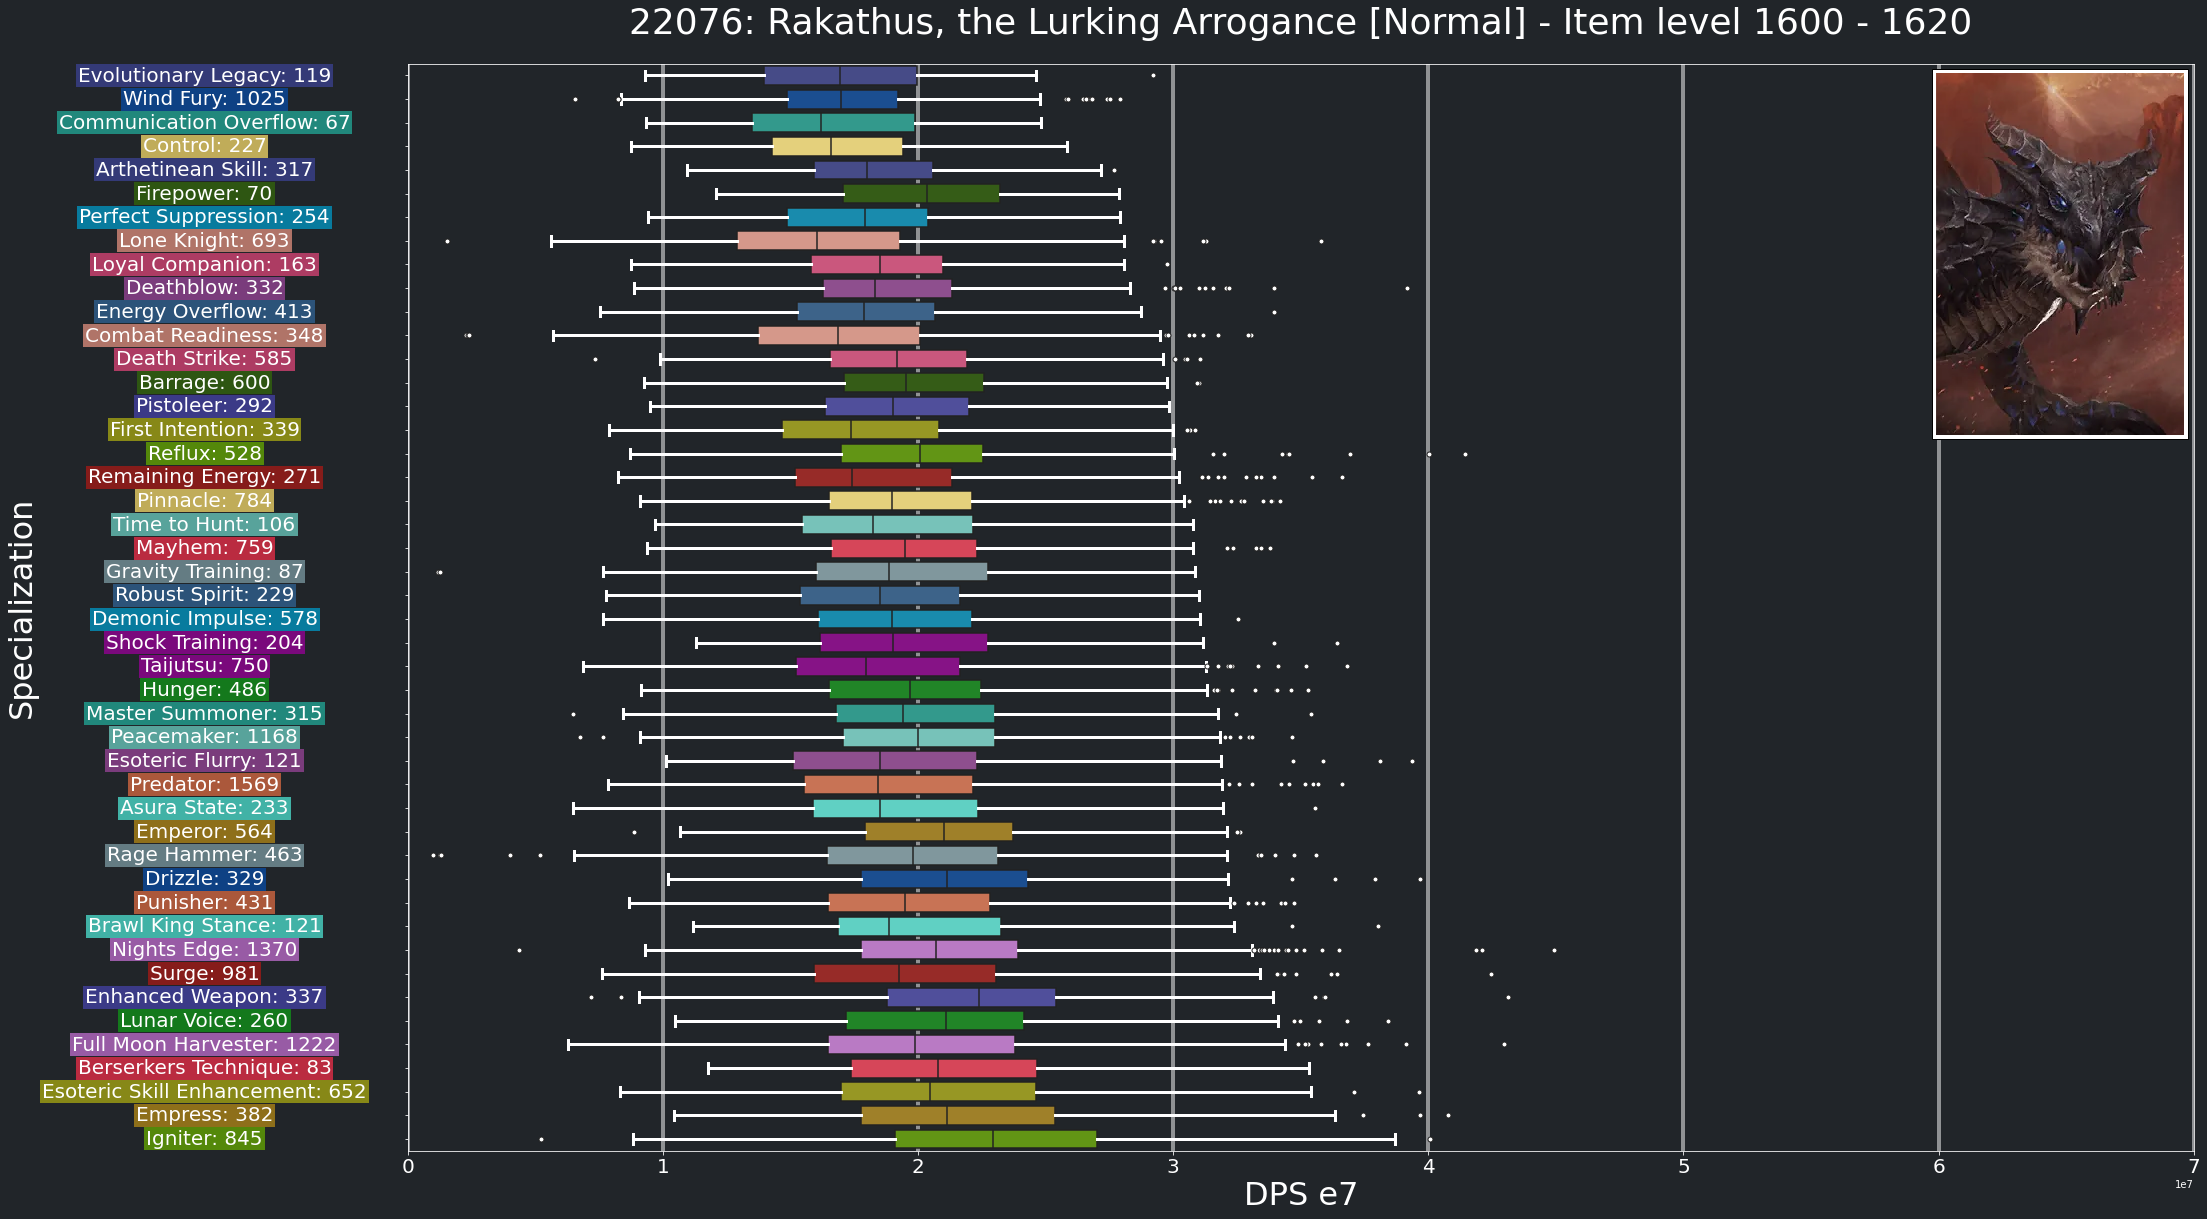 22076: Rakathus, the Lurking Arrogance [Normal] - Item level 1600 - 1620
Specialization
Evolutionary Legacy: 119
Wind Fury: 1025
Communication Overflow: 67
Control: 227
Arthetinean Skill: 317
Firepower: 70
Perfect Suppression: 254
Lone Knight: 693
Loyal Companion: 163
Deathblow: 332
Energy Overflow: 413
Combat Readiness: 348
Death Strike: 585
Barrage: 600
Pistoleer: 292
First Intention: 339
Reflux: 528
Remaining Energy: 271
Pinnacle: 784
Time to Hunt: 106
Mayhem: 759
Gravity Training: 87
Robust Spirit: 229
Demonic Impulse: 578
Shock Training: 204
Taijutsu: 750
Hunger: 486
Master Summoner: 315
Peacemaker: 1168
Esoteric Flurry: 121
Predator: 1569
Asura State: 233
Emperor: 564
Rage Hammer: 463
Drizzle: 329
Punisher: 431
Brawl King Stance: 121
Nights Edge: 1370
Surge: 981
Enhanced Weapon: 337
Lunar Voice: 260
Full Moon Harvester: 1222
Berserkers Technique: 83
Esoteric Skill Enhancement: 652
Empress: 382
Igniter: 845
0 1 2 3 4 5 6 7
1e7
DPS e7